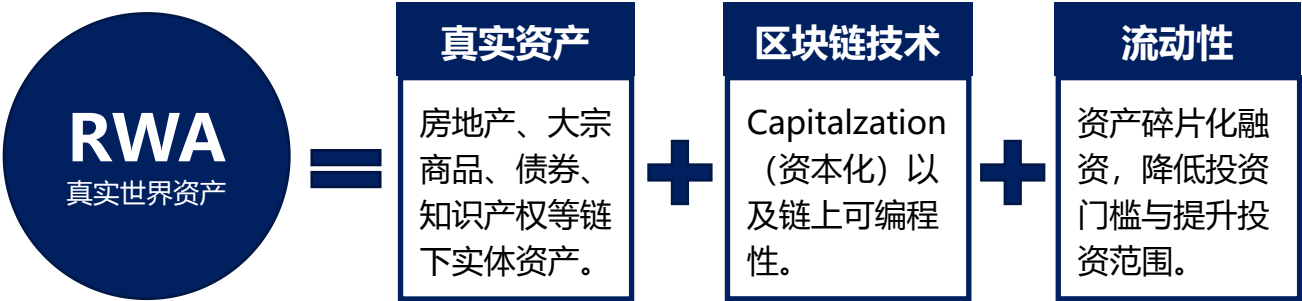 RWA
真实世界资产
真实资产
房地产、大宗
商品、债券、
知识产权等链
下实体资产。
区块链技术
Capitalzation
（资本化）以
及链上可编程
性。
流动性
资产碎片化融
资，降低投资
门槛与提升投
资范围。